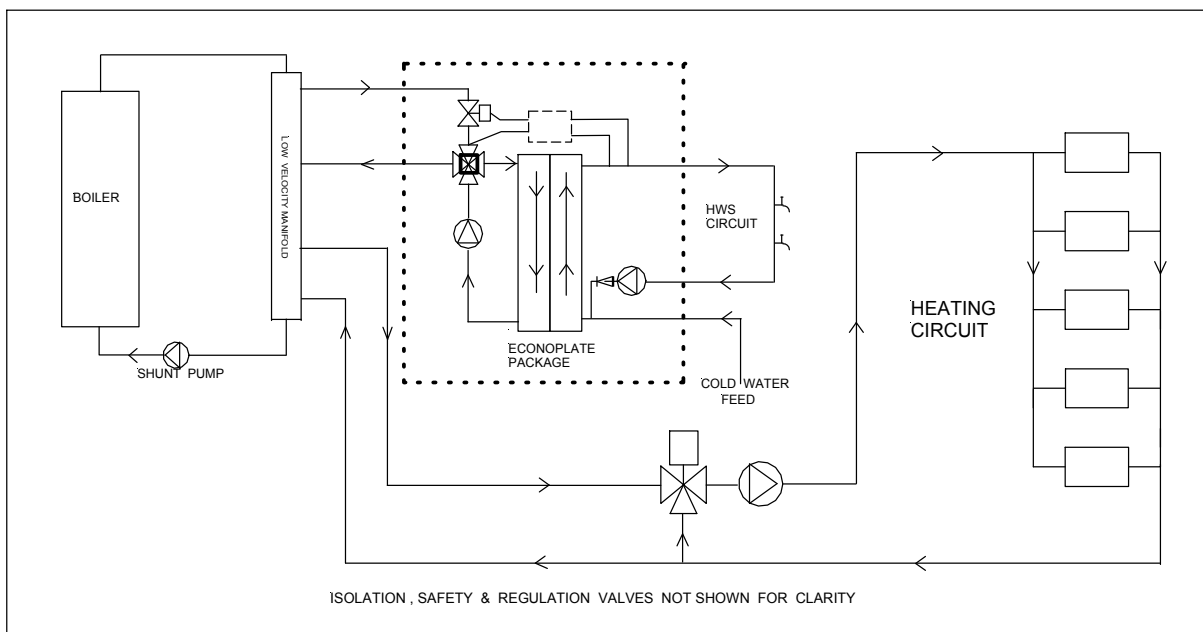 BOILER
LOW VELOCITY MANIFOLD
SHUNT PUMP
HWS
CIRCUIT
ECONOPLATE
PACKAGE
COLD WATER
FEED
HEATING
CIRCUIT
ISOLATION , SAFETY & REGULATION VALVES NOT SHOWN FOR CLARITY